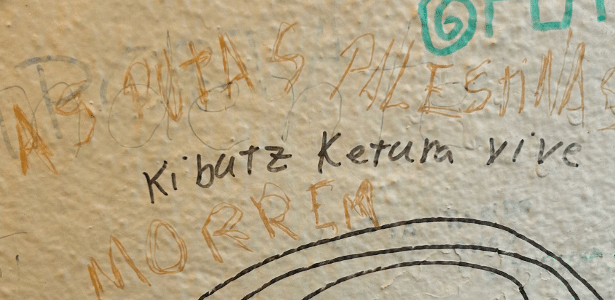 AS PUTAS PALESTINAS
Kibutz Ketura vive
MORREM